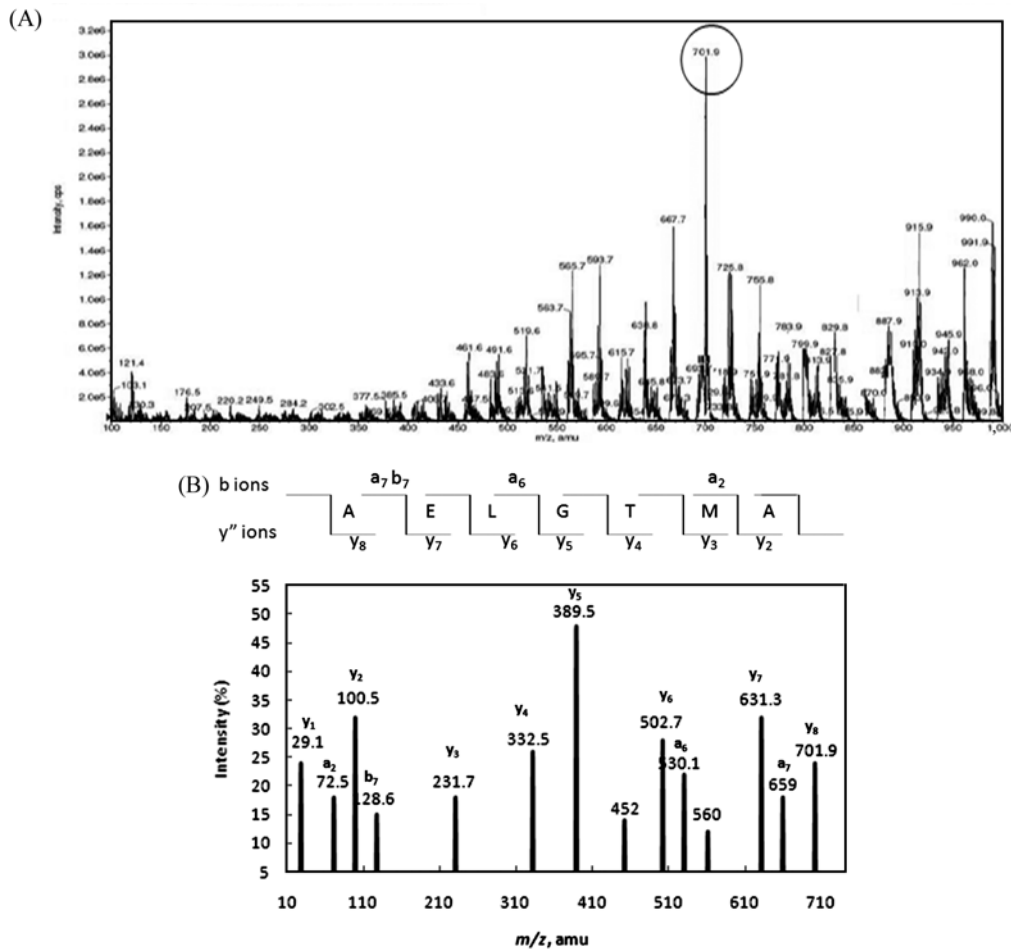 (A)
3.2e6
3.0e6
2.8e6
2.6e6
2.4e6
2.2e6
2.0e6
1.8e6
1.6e6
1.4e6
1.2e6
1.0e6
8.0e5
6.0e5
4.0e5
2.0e5
Intensity, cps
701.9
667.7
593.7
565.7
563.7
725.8
755.8
519.6
461.6
491.6
433.6
615.7
783.9
799.9
829.8
827.8
887.9
915.9
913.9
945.9
962.0
990.0
991.9
121.4
103.1
176.5
220.2
249.5
284.2
302.5
377.5
385.5
100 150 200 250 300 350 400 450 500 550 600 650 700 750 800 850 900 950 1,000
m/z, amu
(B) b ions a7 b7 a6 a2
A E L G T M A
y" ions y8 y7 y6 y5 y4 y3 y2
55
50
45
40
35
30
25
20
15
10
5
Intensity (%)
y1
29.1
a2
72.5
y2
100.5
b7
128.6
y3
231.7
y4
332.5
y5
389.5
452
y6
502.7
a6
530.1
560
y7
631.3
a7
659
y8
701.9
10 110 210 310 410 510 610 710
m/z, amu